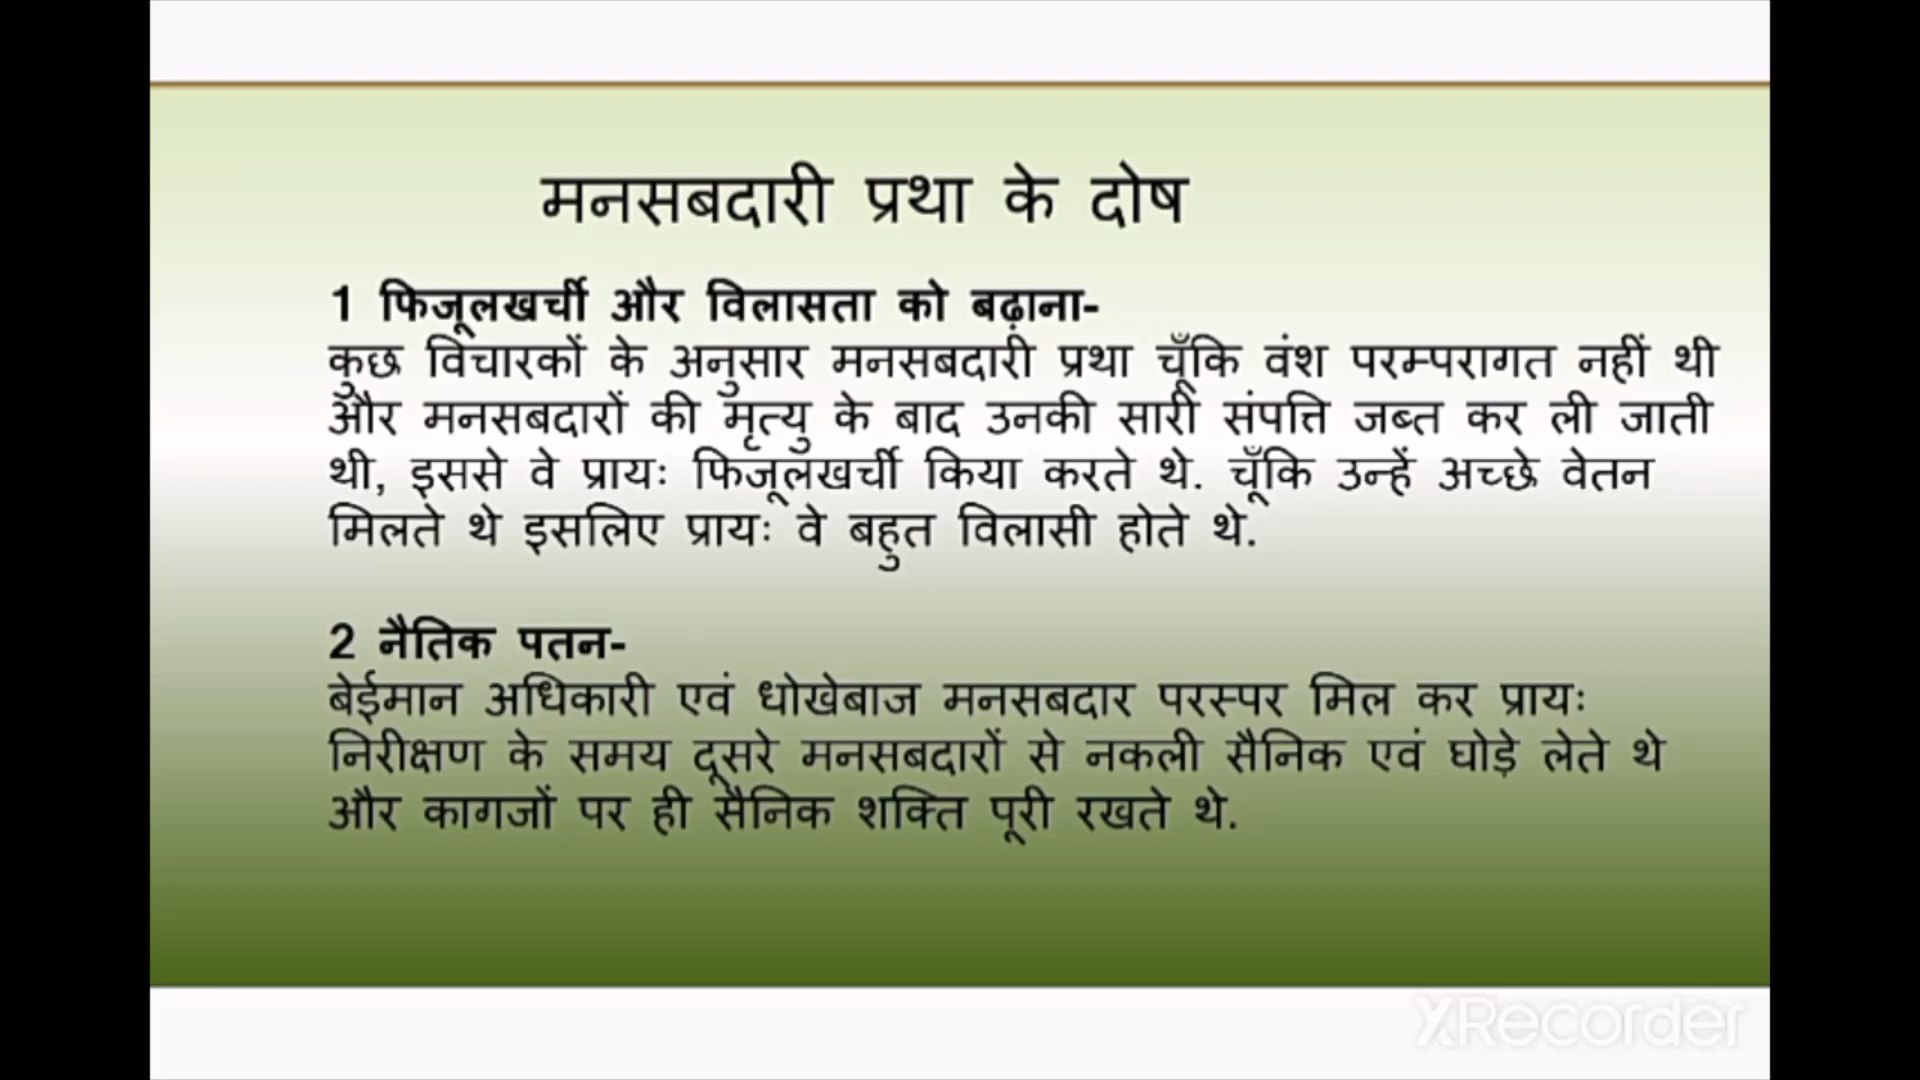 मनसबदारी प्रथा के दोष
1 फिजूलखर्ची और विलासता को बढ़ाना-
कुछ विचारकों के अनुसार मनसबदारी प्रथा चूँकि वंश परम्परागत नहीं थी
और मनसबदारों की मृत्यु के बाद उनकी सारी संपत्ति जब्त कर ली जाती
थी, इससे वे प्रायः फिजूलखर्ची किया करते थे. चूँकि उन्हें अच्छे वेतन
मिलते थे इसलिए प्रायः वे बहुत विलासी होते थे.
2 नैतिक पतन-
बेईमान अधिकारी एवं धोखेबाज मनसबदार परस्पर मिल कर प्रायः
निरीक्षण के समय दूसरे मनसबदारों से नकली सैनिक एवं घोड़े लेते थे
और कागजों पर ही सैनिक शक्ति पूरी रखते थे.
XRecorder